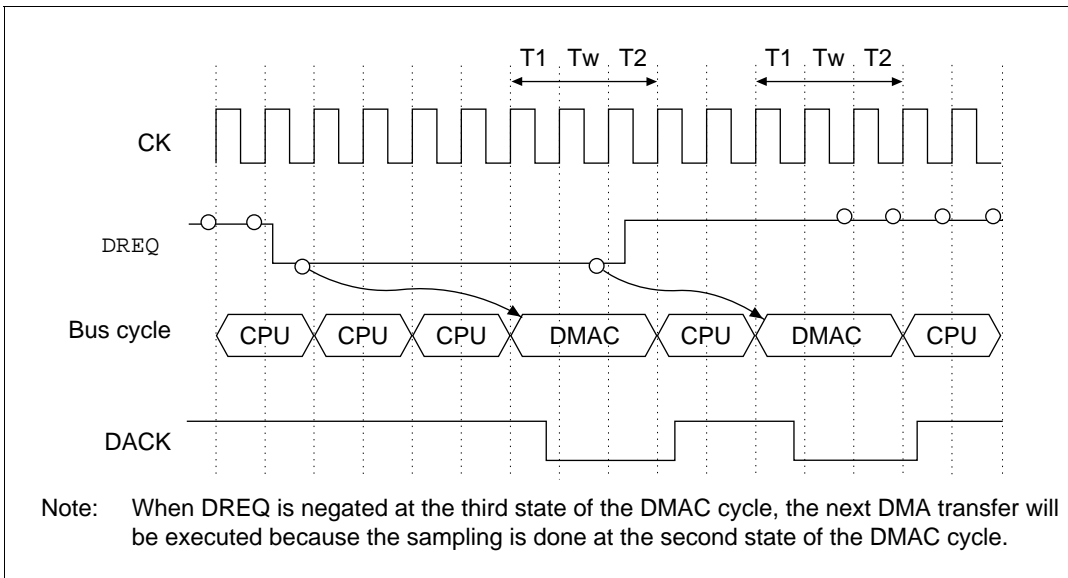 T1 Tw T2 T1 Tw T2
CK
DREQ
Bus cycle CPU CPU CPU DMAC CPU DMAC CPU
DACK
Note: When DREQ is negated at the third state of the DMAC cycle, the next DMA transfer will
be executed because the sampling is done at the second state of the DMAC cycle.